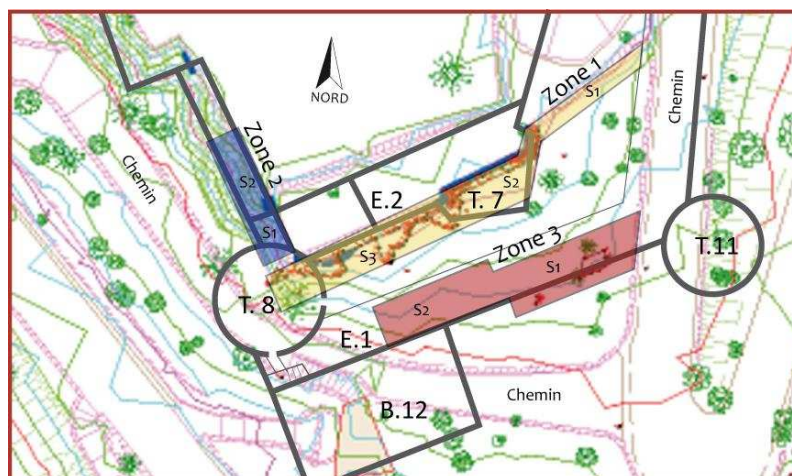 NORD
Zone 1
S1
Chemin
Zone 2
S2
S1
Chemin
E.2
T. 7
S2
S3
Zone 3
S1
T.11
T. 8
S2
E.1
Chemin
B.12